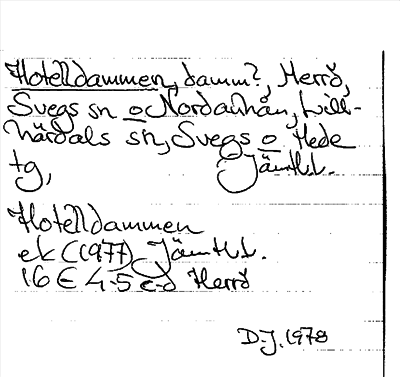 Hotelldammen, damm?, Herrö,
Svegs sn o Nordanhån, Lill-
härdals sn, Svegs o Hede
tg, Jämtl.l.
Hotelldammen
ek C(1977) Jämtl.l.
16 E 4-5 c-d Herrö
D.J. 1978